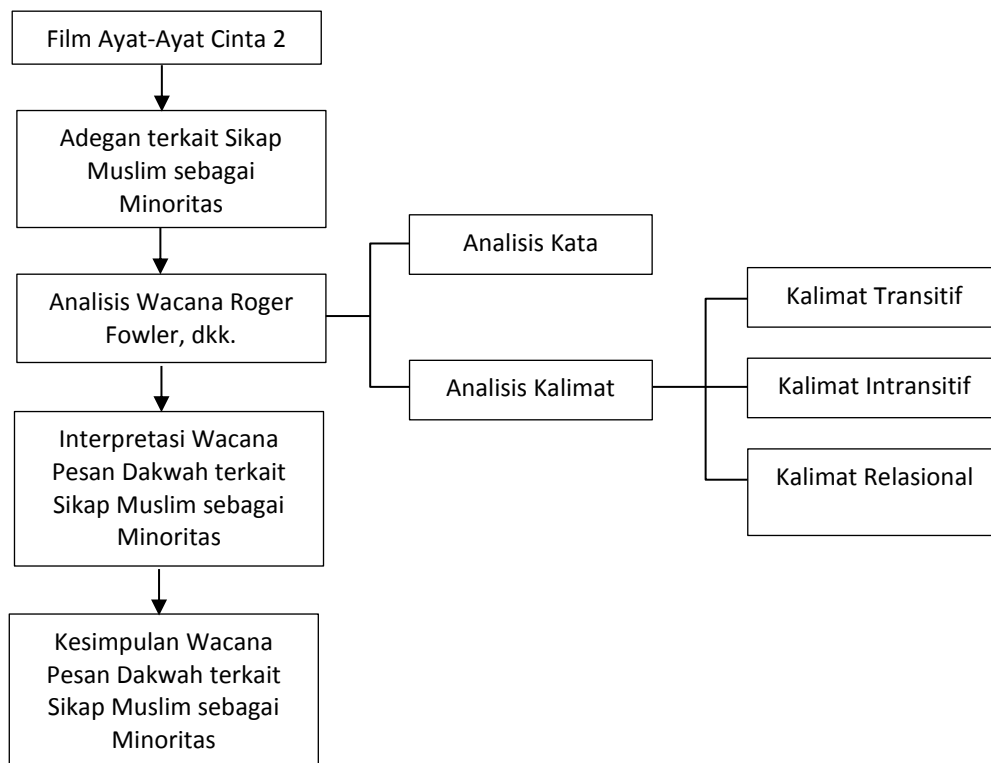 Film Ayat-Ayat Cinta 2
Adegan terkait Sikap
Muslim sebagai
Minoritas
Analisis Wacana Roger
Fowler, dkk.
Interpretasi Wacana
Pesan Dakwah terkait
Sikap Muslim sebagai
Minoritas
Kesimpulan Wacana
Pesan Dakwah terkait
Sikap Muslim sebagai
Minoritas
Analisis Kata
Analisis Kalimat
Kalimat Transitif
Kalimat Intransitif
Kalimat Relasional